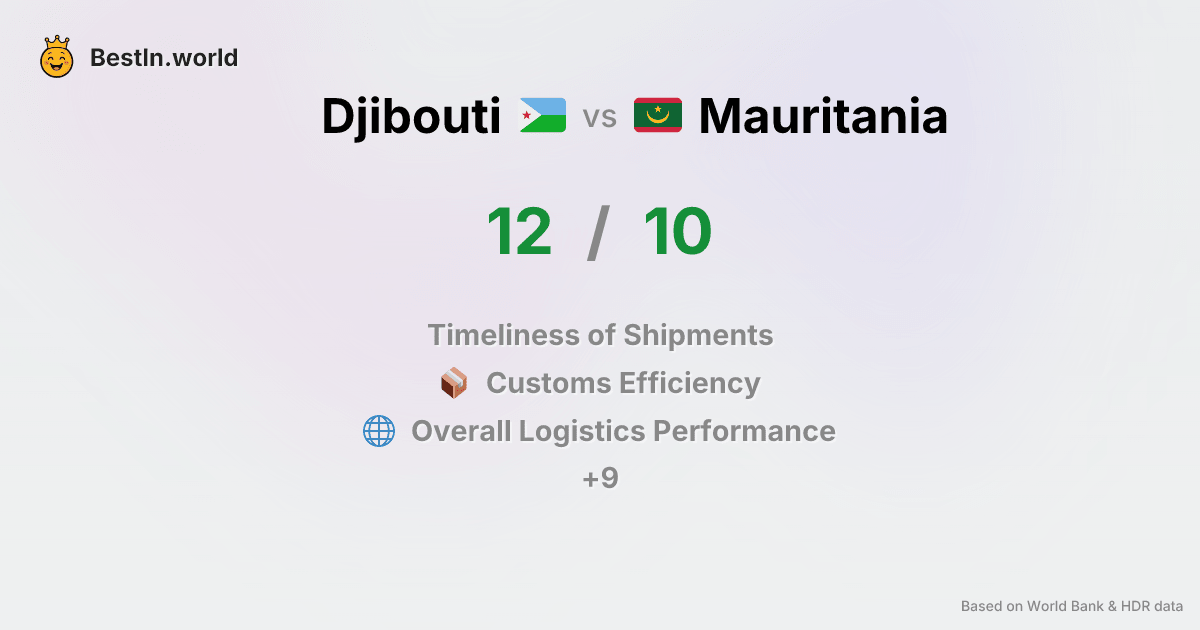 BestIn.world
Djibouti vs Mauritania
12 / 10
Timeliness of Shipments
Customs Efficiency
Overall Logistics Performance
+9
Based on World Bank & HDR data